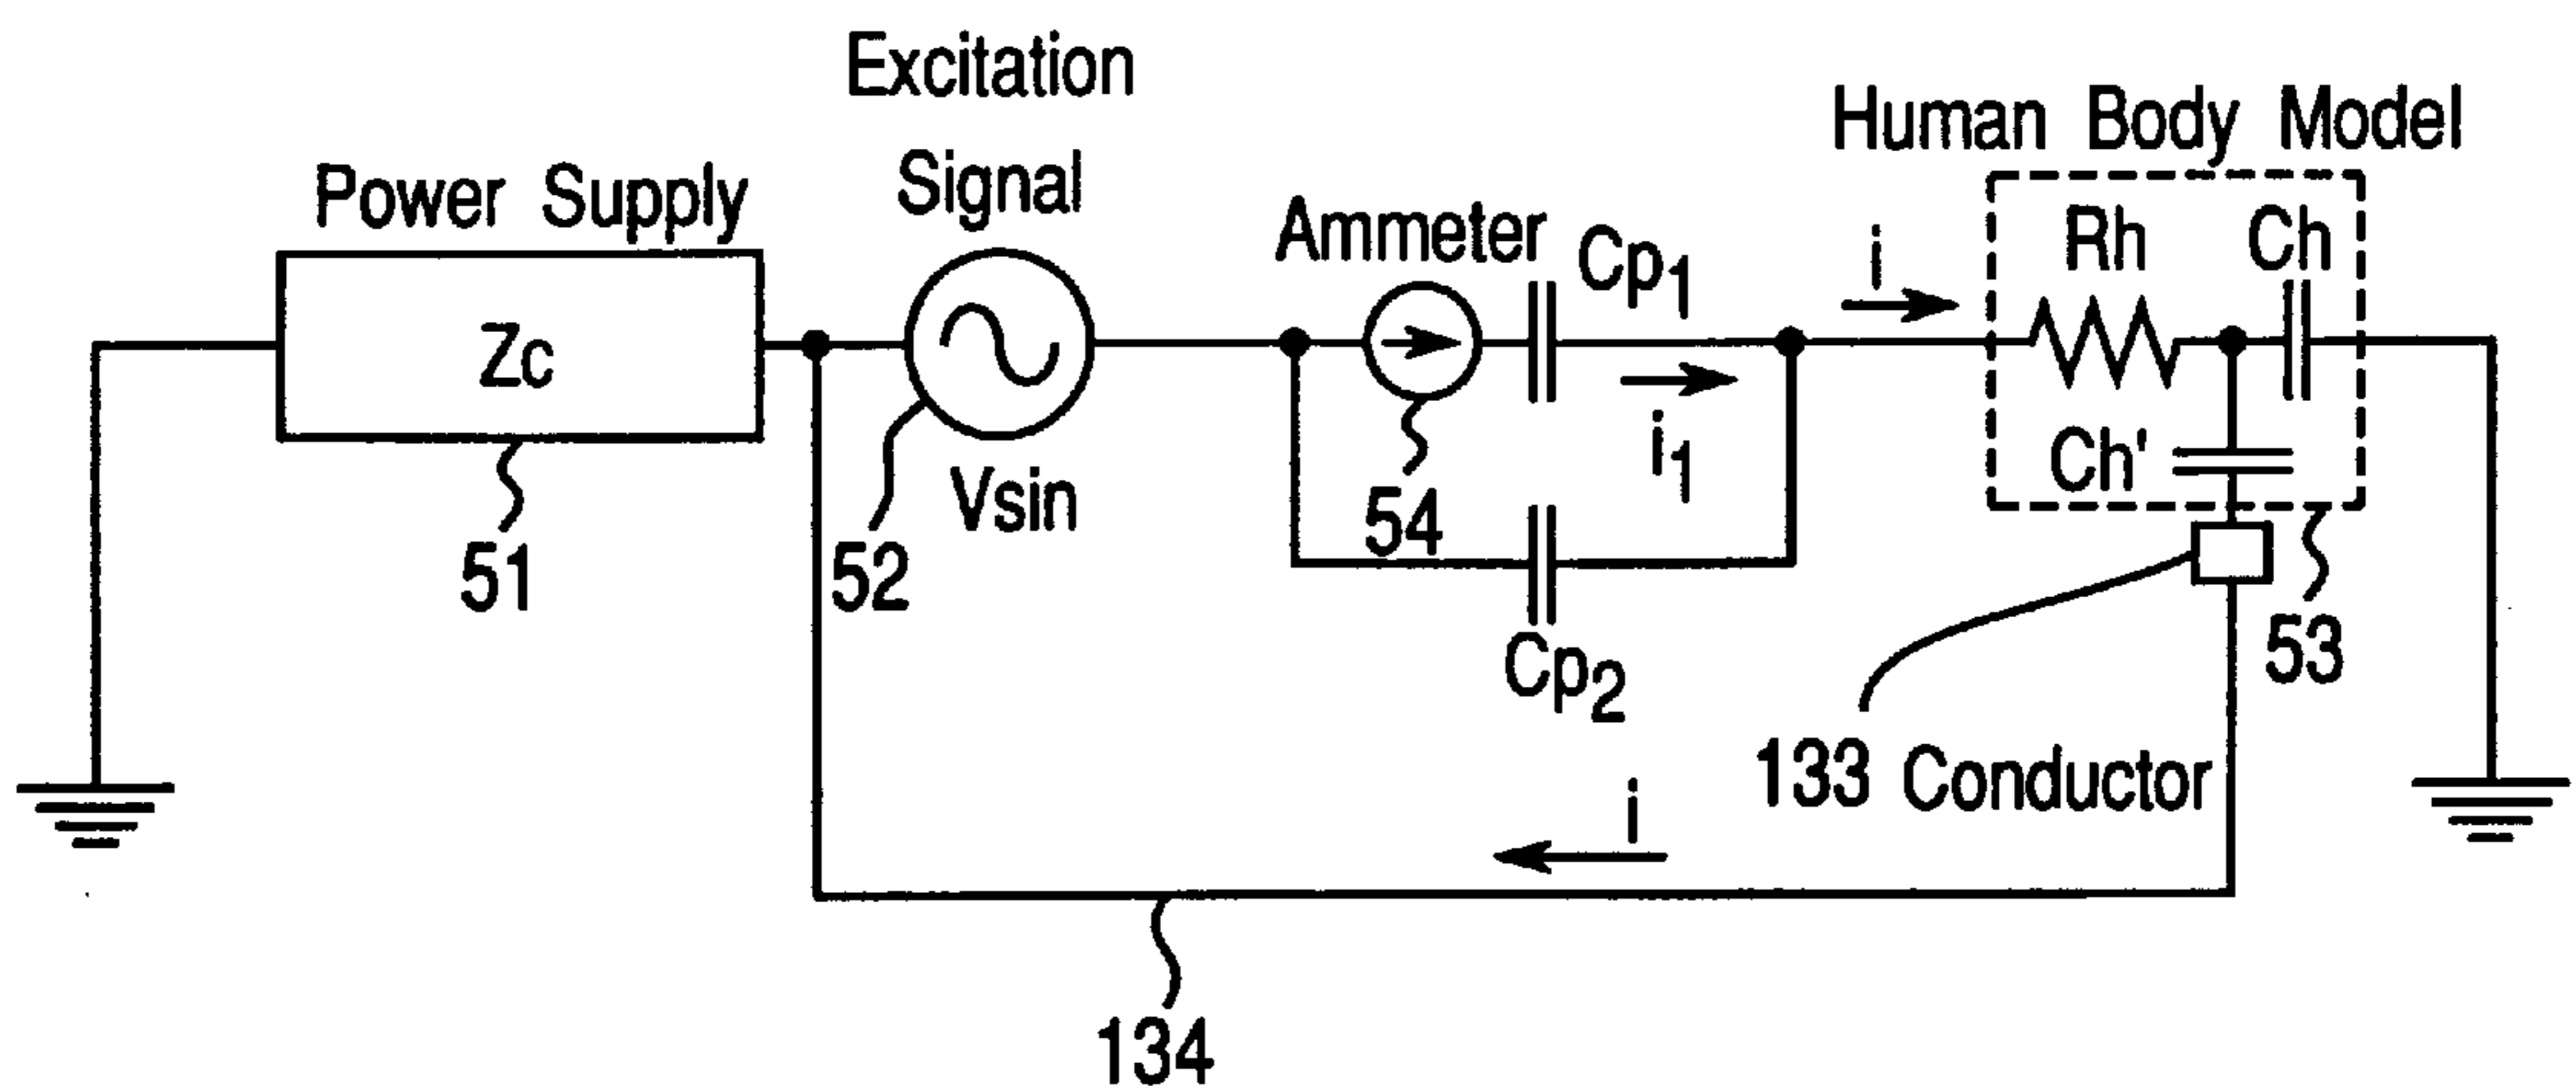 Excitation
Signal
Power Supply
Zc
51
52
Vsin
Ammeter
54
Cp1
i1
Cp2
i
Human Body Model
Rh
Ch
Ch'
53
133 Conductor
i
134